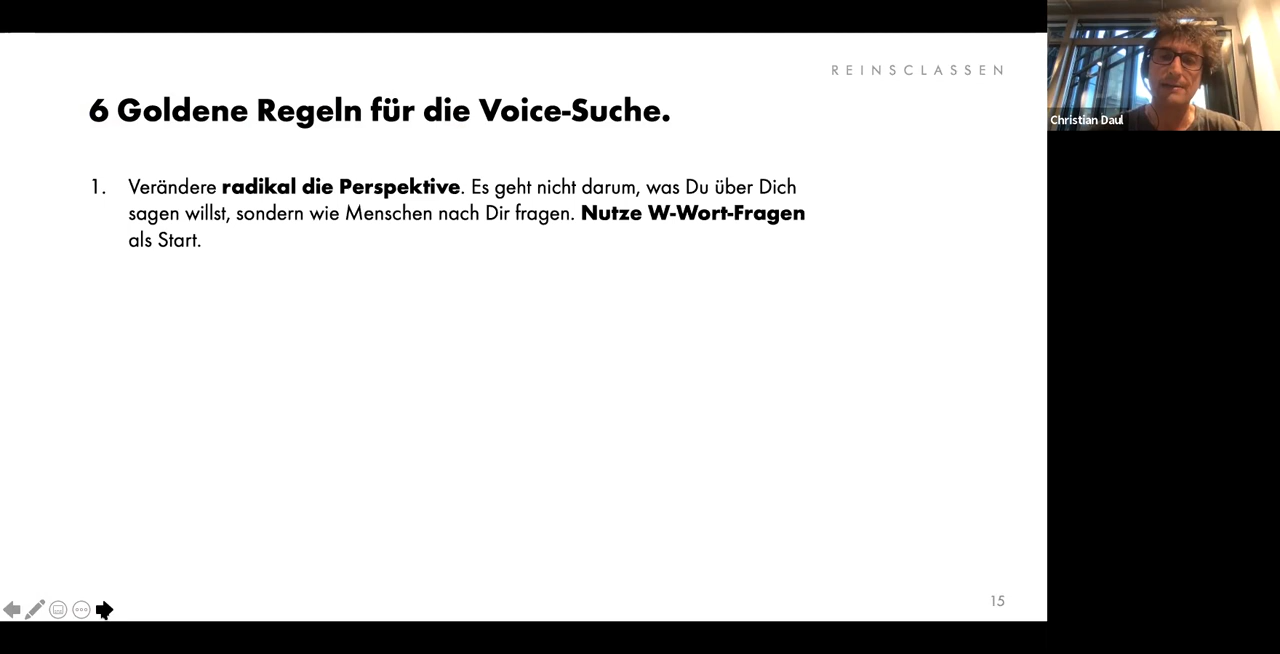 REINSCLASSEN
6 Goldene Regeln für die Voice-Suche.
1. Verändere radikal die Perspektive. Es geht nicht darum, was Du über Dich
sagen willst, sondern wie Menschen nach Dir fragen. Nutze W-Wort-Fragen
als Start.
15
Christian Daul